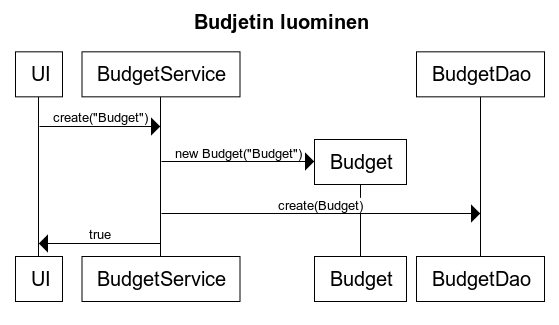 Budjetin luominen
UI
BudgetService
BudgetDao
create("Budget")
new Budget("Budget")
Budget
create(Budget)
true
UI
BudgetService
Budget
BudgetDao